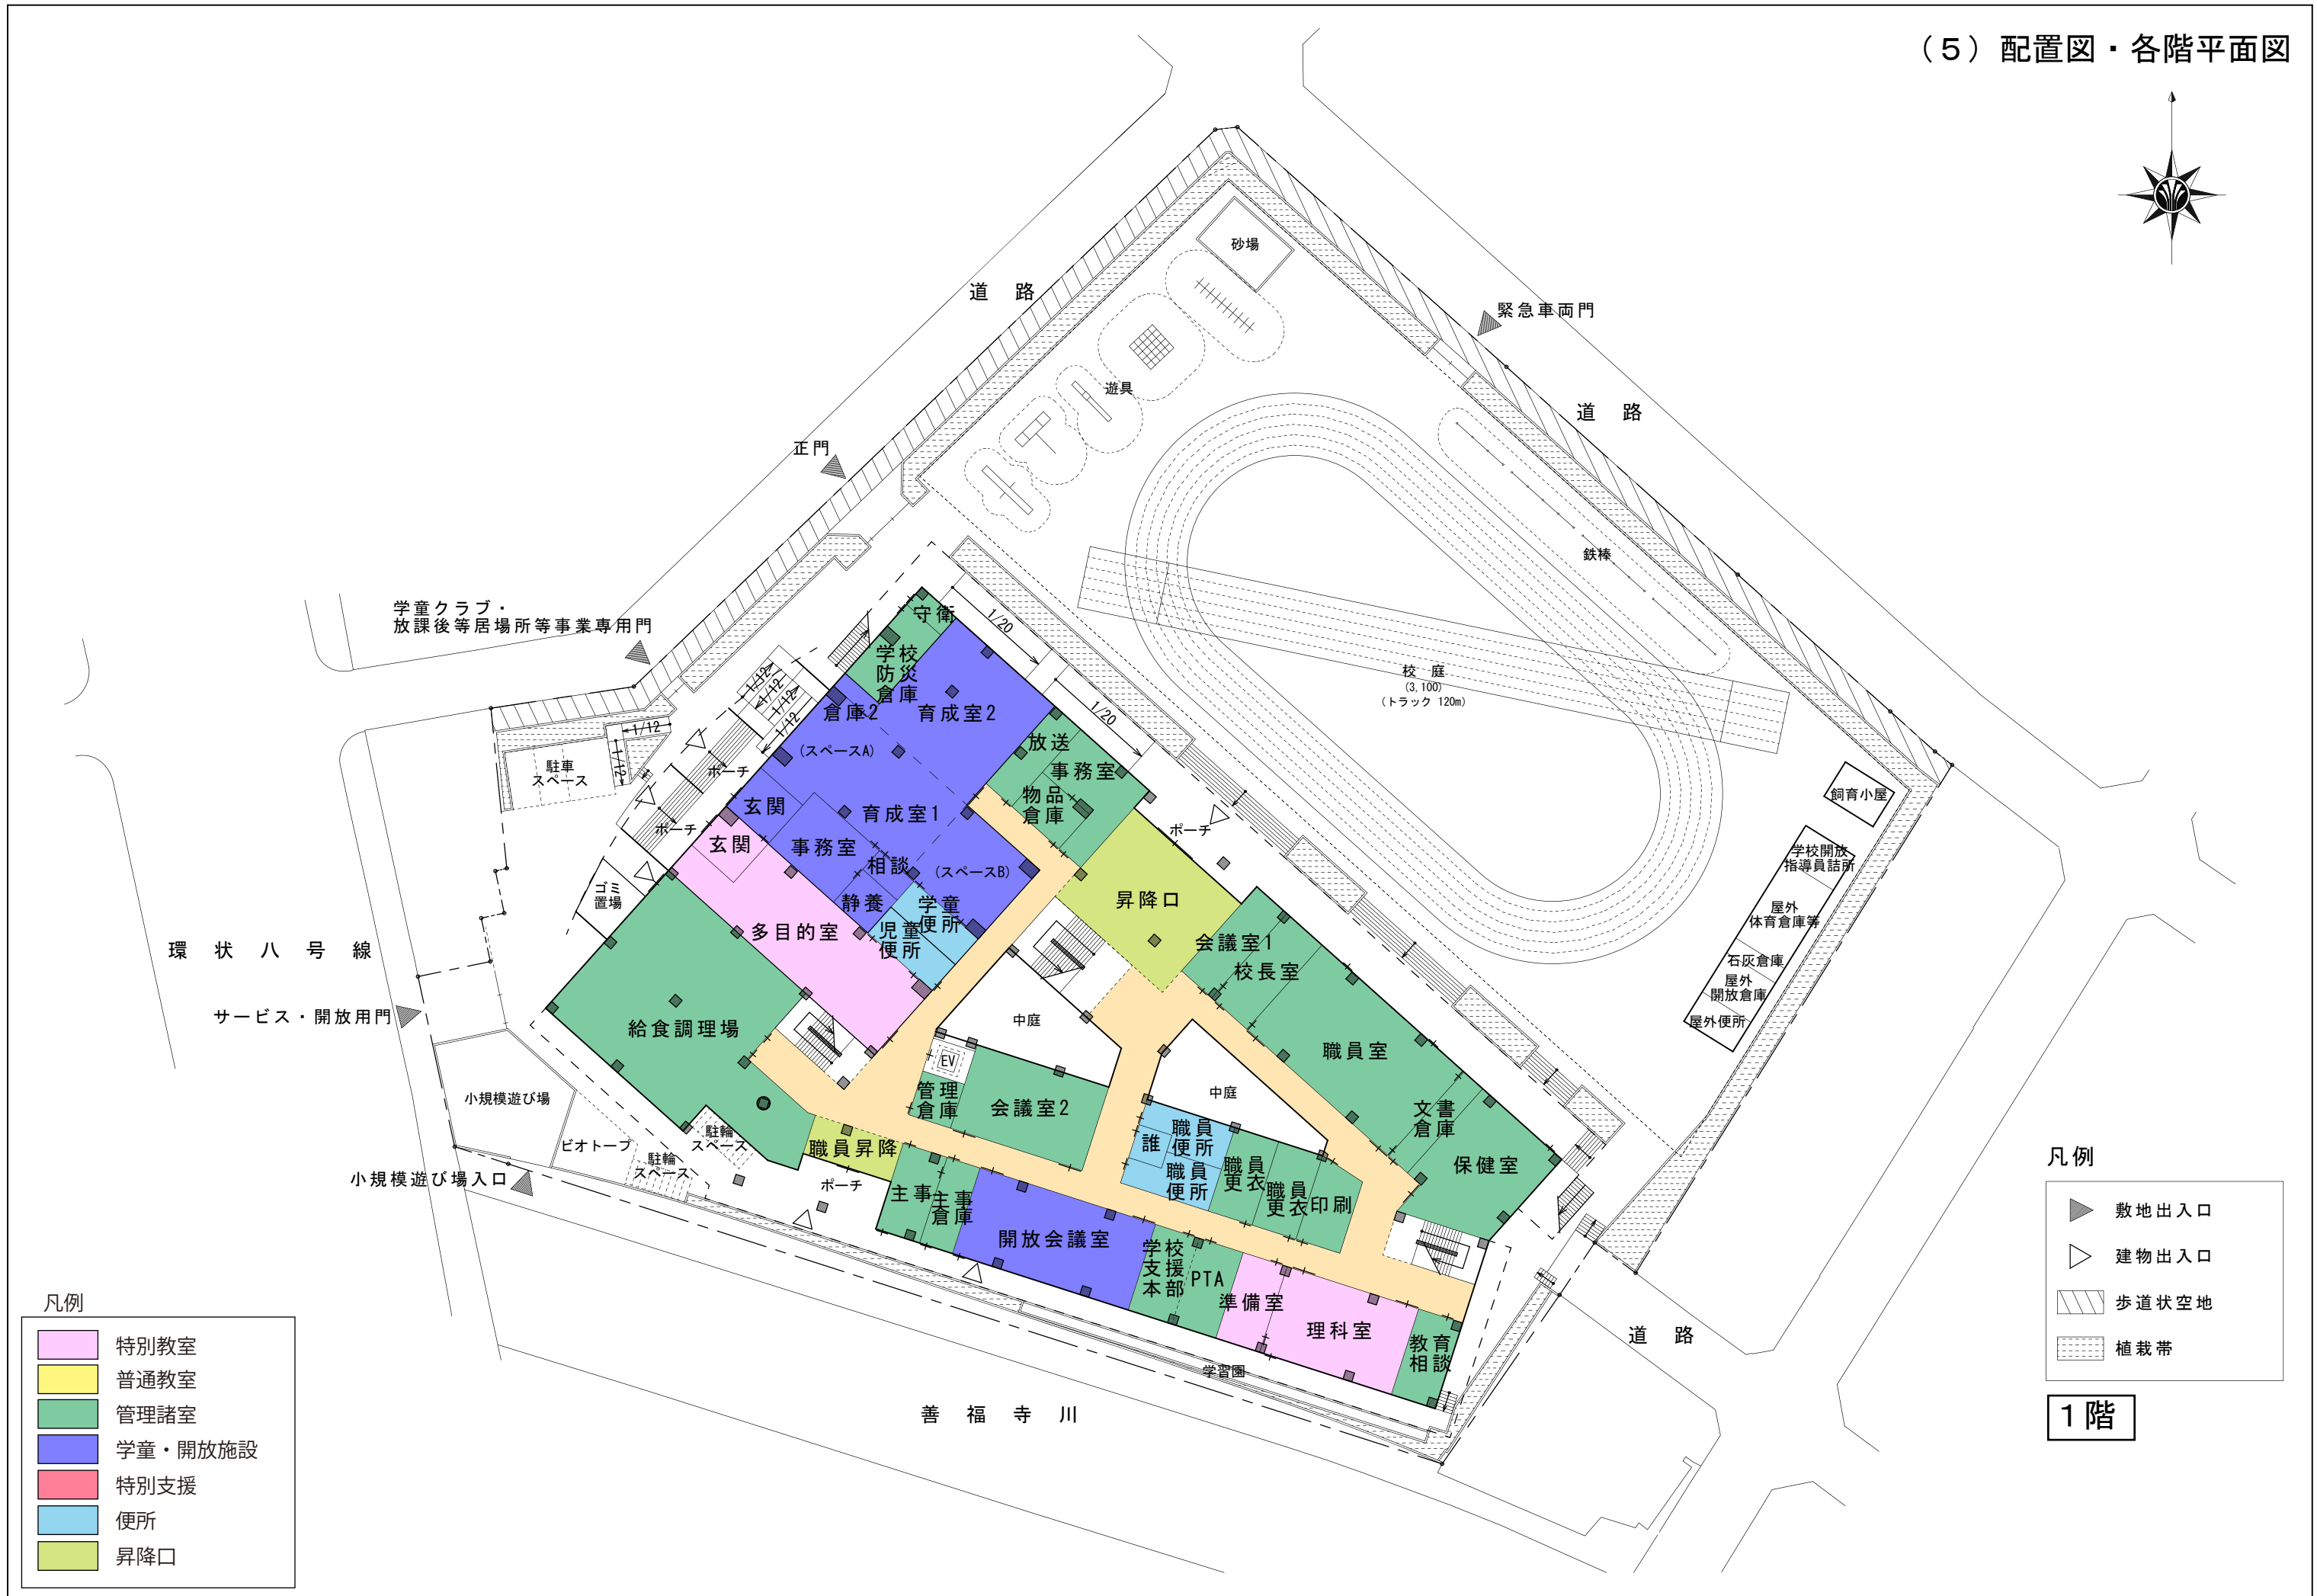 （５）配置図・各階平面図
砂場
道　路
緊急車両門
遊具
道　路
正門
鉄棒
学童クラブ・
放課後等居場所等事業専用門
守衛
1/20
学校
防災
倉庫
校　庭
(3,100)
(トラック 120m)
1/12
1/12
1/12
1/12
倉庫2
育成室2
1/20
1/12
1/12
放送
(スペースA)
駐車
スペース
ポーチ
事務室
飼育小屋
玄関
物品
倉庫
育成室1
ポーチ
ポーチ
玄関
事務室
相談
(スペースB)
学校開放
指導員詰所
ゴミ
置場
静養
学童
便所
昇降口
屋外
体育倉庫等
多目的室
児童
便所
会議室1
環状八号線
石灰倉庫
校長室
屋外
開放倉庫
サービス・開放用門
給食調理場
中庭
屋外便所
職員室
EV
管理
倉庫
会議室2
中庭
小規模遊び場
文書
倉庫
駐輪
スペース
ビオトープ
職員昇降
誰
職員
便所
駐輪
スペース
職員
便所
職員
更衣
職員
更衣
印刷
保健室
小規模遊び場入口
ポーチ
主事
主事
倉庫
開放会議室
学校
支援
本部
PTA
準備室
理科室
教育
相談
道　路
学習園
善福寺川
凡例
敷地出入口
建物出入口
歩道状空地
植栽帯
１階
凡例
特別教室
普通教室
管理諸室
学童・開放施設
特別支援
便所
昇降口